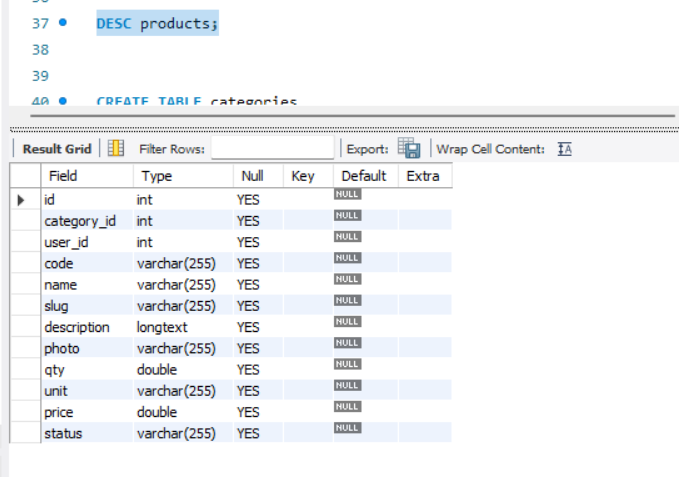 37 DESC products;
38
39
40 CREATE TABLE categories
Result Grid Filter Rows: Export: Wrap Cell Content: IA
Field Type Null Key Default Extra
id int YES NULL
category_id int YES NULL
user_id int YES NULL
code varchar(255) YES NULL
name varchar(255) YES NULL
slug varchar(255) YES NULL
description longtext YES NULL
photo varchar(255) YES NULL
qty double YES NULL
unit varchar(255) YES NULL
price double YES NULL
status varchar(255) YES NULL